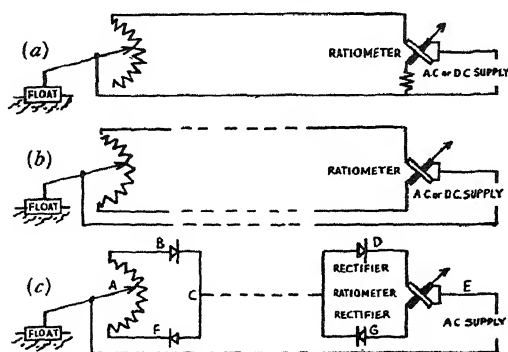 (a)
RATIOMETER
A.C or D.C SUPPLY
FLOAT
(b)
RATIOMETER
A.C or D.C. SUPPLY
FLOAT
B
D
(c)
RECTIFIER
A
C
RATIOMETER
E
RECTIFIER
AC SUPPLY
FLOAT
F
G